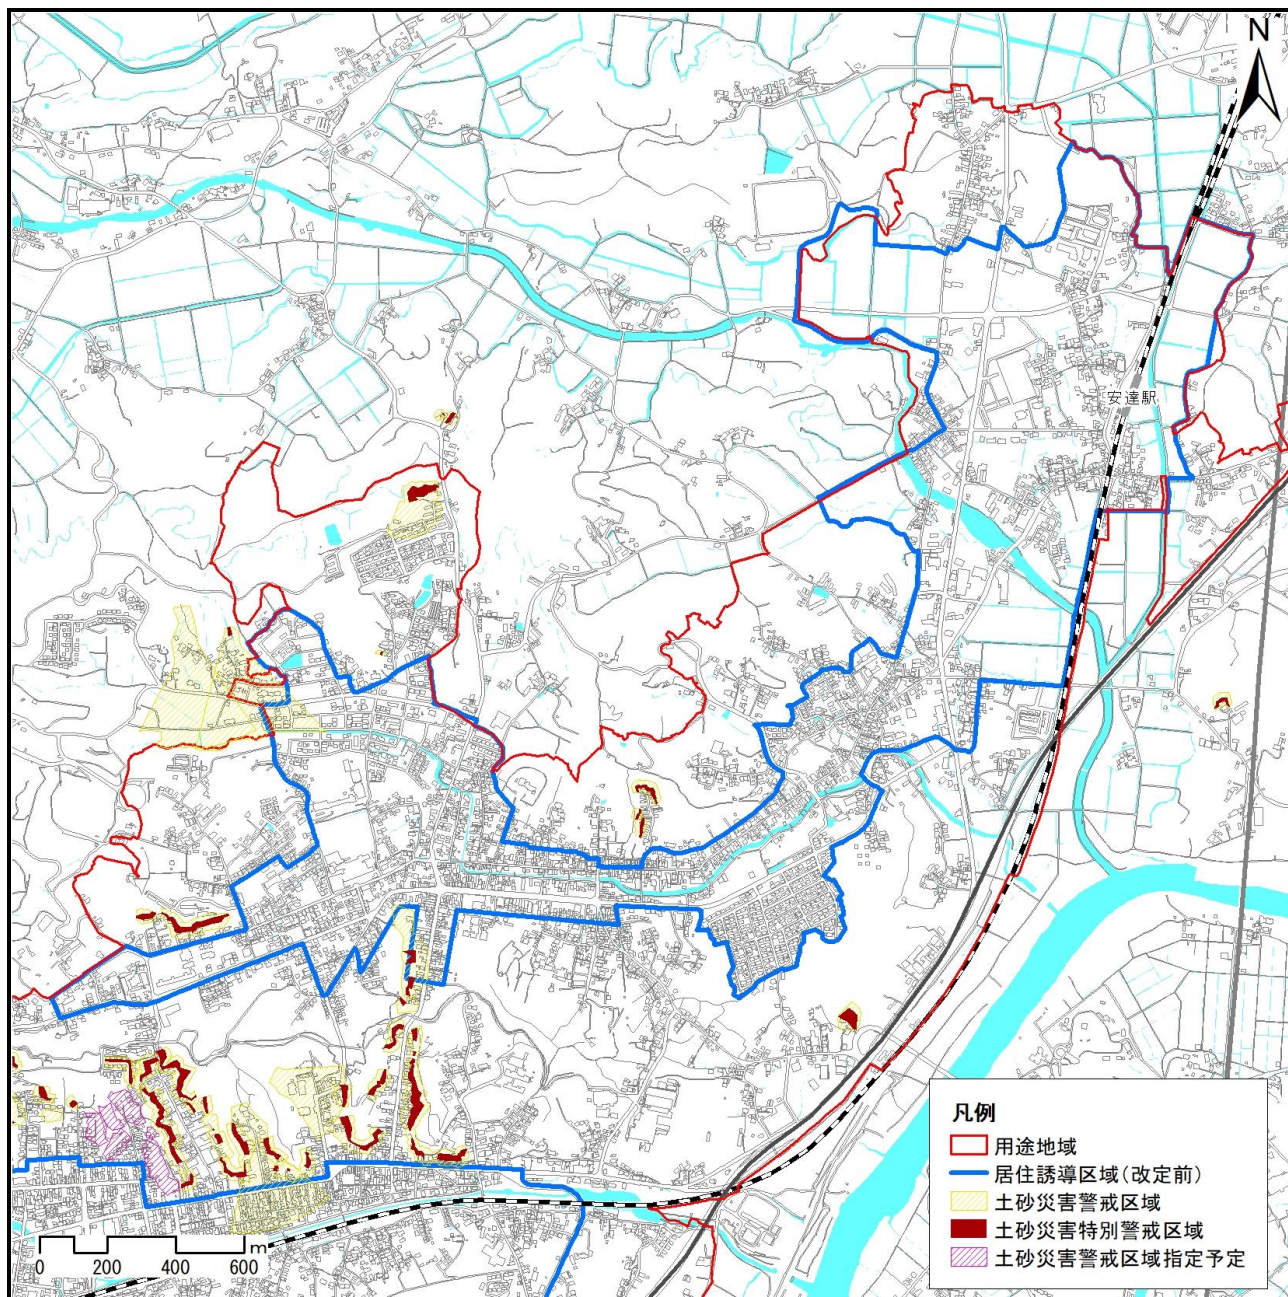 N
安達駅
凡例
用途地域
居住誘導区域(改定前)
土砂災害警戒区域
土砂災害特別警戒区域
土砂災害警戒区域指定予定
m
0 200 400 600